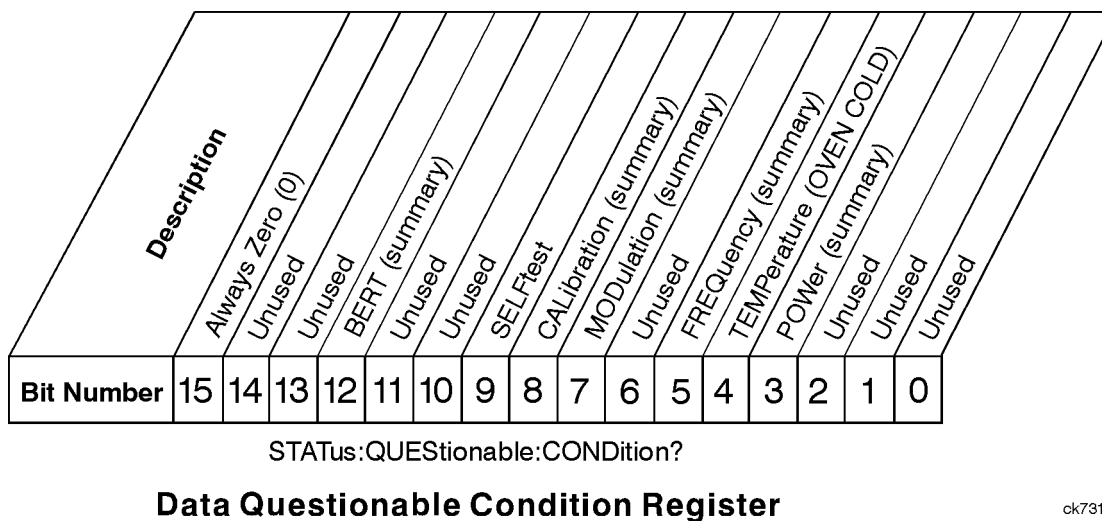 Description
Always Zero (0)
Unused
Unused
BERT (summary)
Unused
Unused
SELFtest
CALibration (summary)
MODulation (summary)
Unused
FREQuency (summary)
TEMPerature (OVEN COLD)
POWer (summary)
Unused
Unused
Unused
Bit Number 15 14 13 12 11 10 9 8 7 6 5 4 3 2 1 0
STATus:QUEStionable:CONDition?
Data Questionable Condition Register
ck731